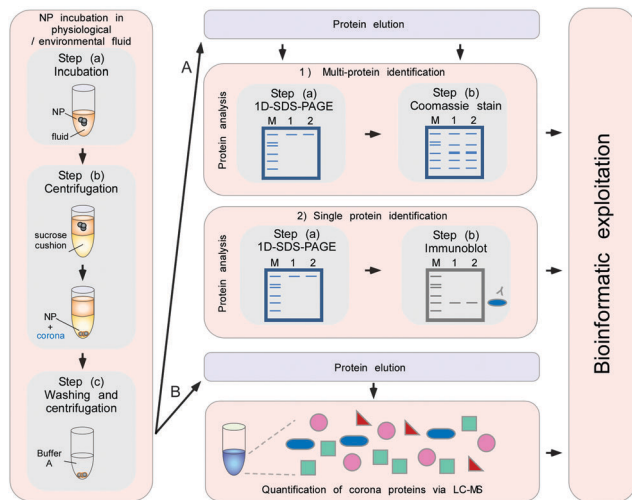 NP incubation in
physiological
/ environmental fluid
Step (a)
Incubation
NP
fluid
Step (b)
Centrifugation
sucrose
cushion
NP
+
corona
Step (c)
Washing and
centrifugation
Buffer
A
A
Protein elution
1) Multi-protein identification
Protein analysis
Step (a)
1D-SDS-PAGE
M 1 2
Step (b)
Coomassie stain
M 1 2
2) Single protein identification
Protein analysis
Step (a)
1D-SDS-PAGE
M 1 2
Step (b)
Immunoblot
M 1 2
B
Protein elution
Quantification of corona proteins via LC-MS
Bioinformatic exploitation